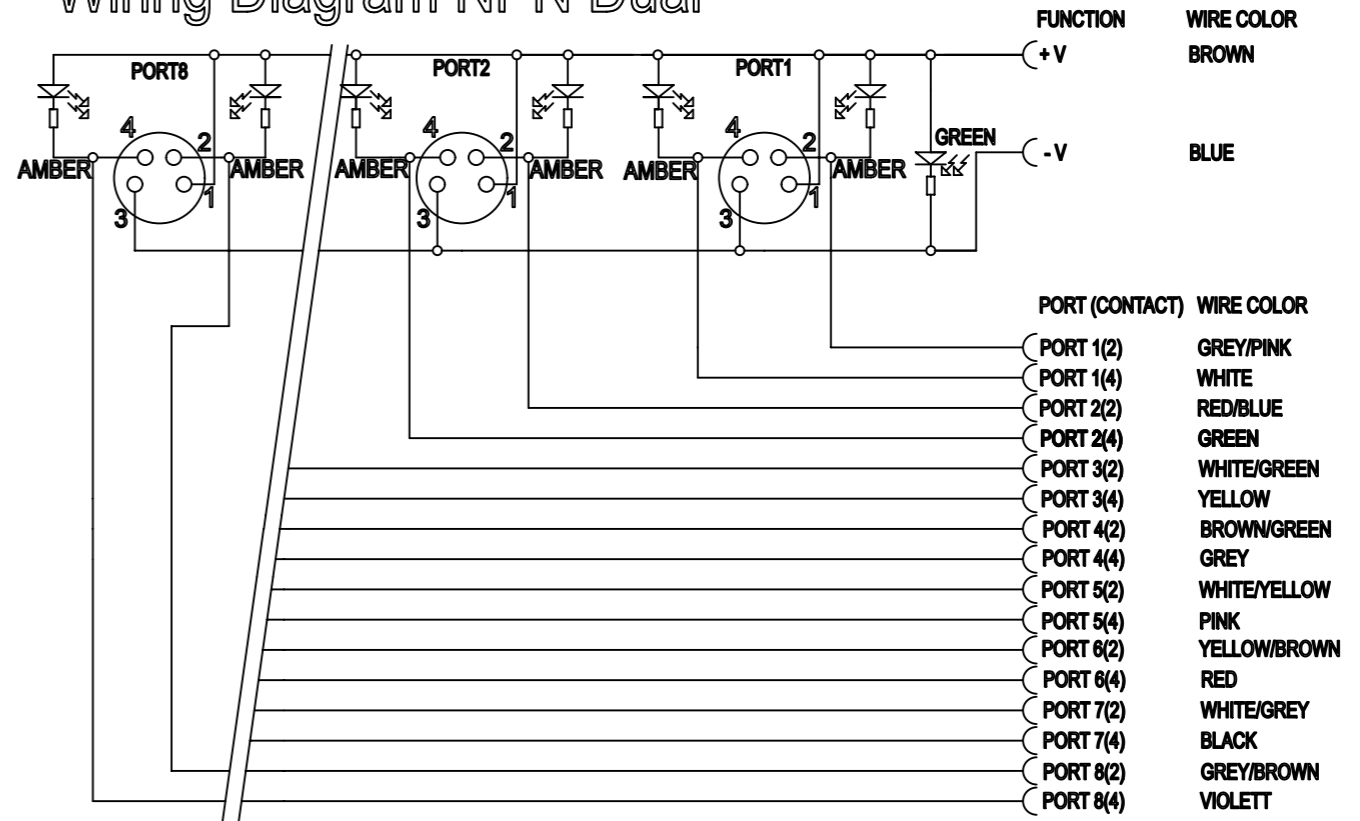 Wiring Diagram NPN Dual
FUNCTION WIRE COLOR
+ V BROWN
PORT8 PORT2 PORT1
4 2 4 2 4 2
GREEN
- V BLUE
AMBER AMBER AMBER AMBER AMBER AMBER
3 1 3 1 3 1
PORT (CONTACT) WIRE COLOR
PORT 1(2) GREY/PINK
PORT 1(4) WHITE
PORT 2(2) RED/BLUE
PORT 2(4) GREEN
PORT 3(2) WHITE/GREEN
PORT 3(4) YELLOW
PORT 4(2) BROWN/GREEN
PORT 4(4) GREY
PORT 5(2) WHITE/YELLOW
PORT 5(4) PINK
PORT 6(2) YELLOW/BROWN
PORT 6(4) RED
PORT 7(2) WHITE/GREY
PORT 7(4) BLACK
PORT 8(2) GREY/BROWN
PORT 8(4) VIOLETT